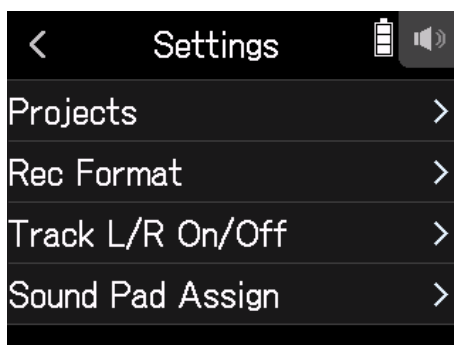 Settings
Projects
Rec Format
Track L/R On/Off
Sound Pad Assign